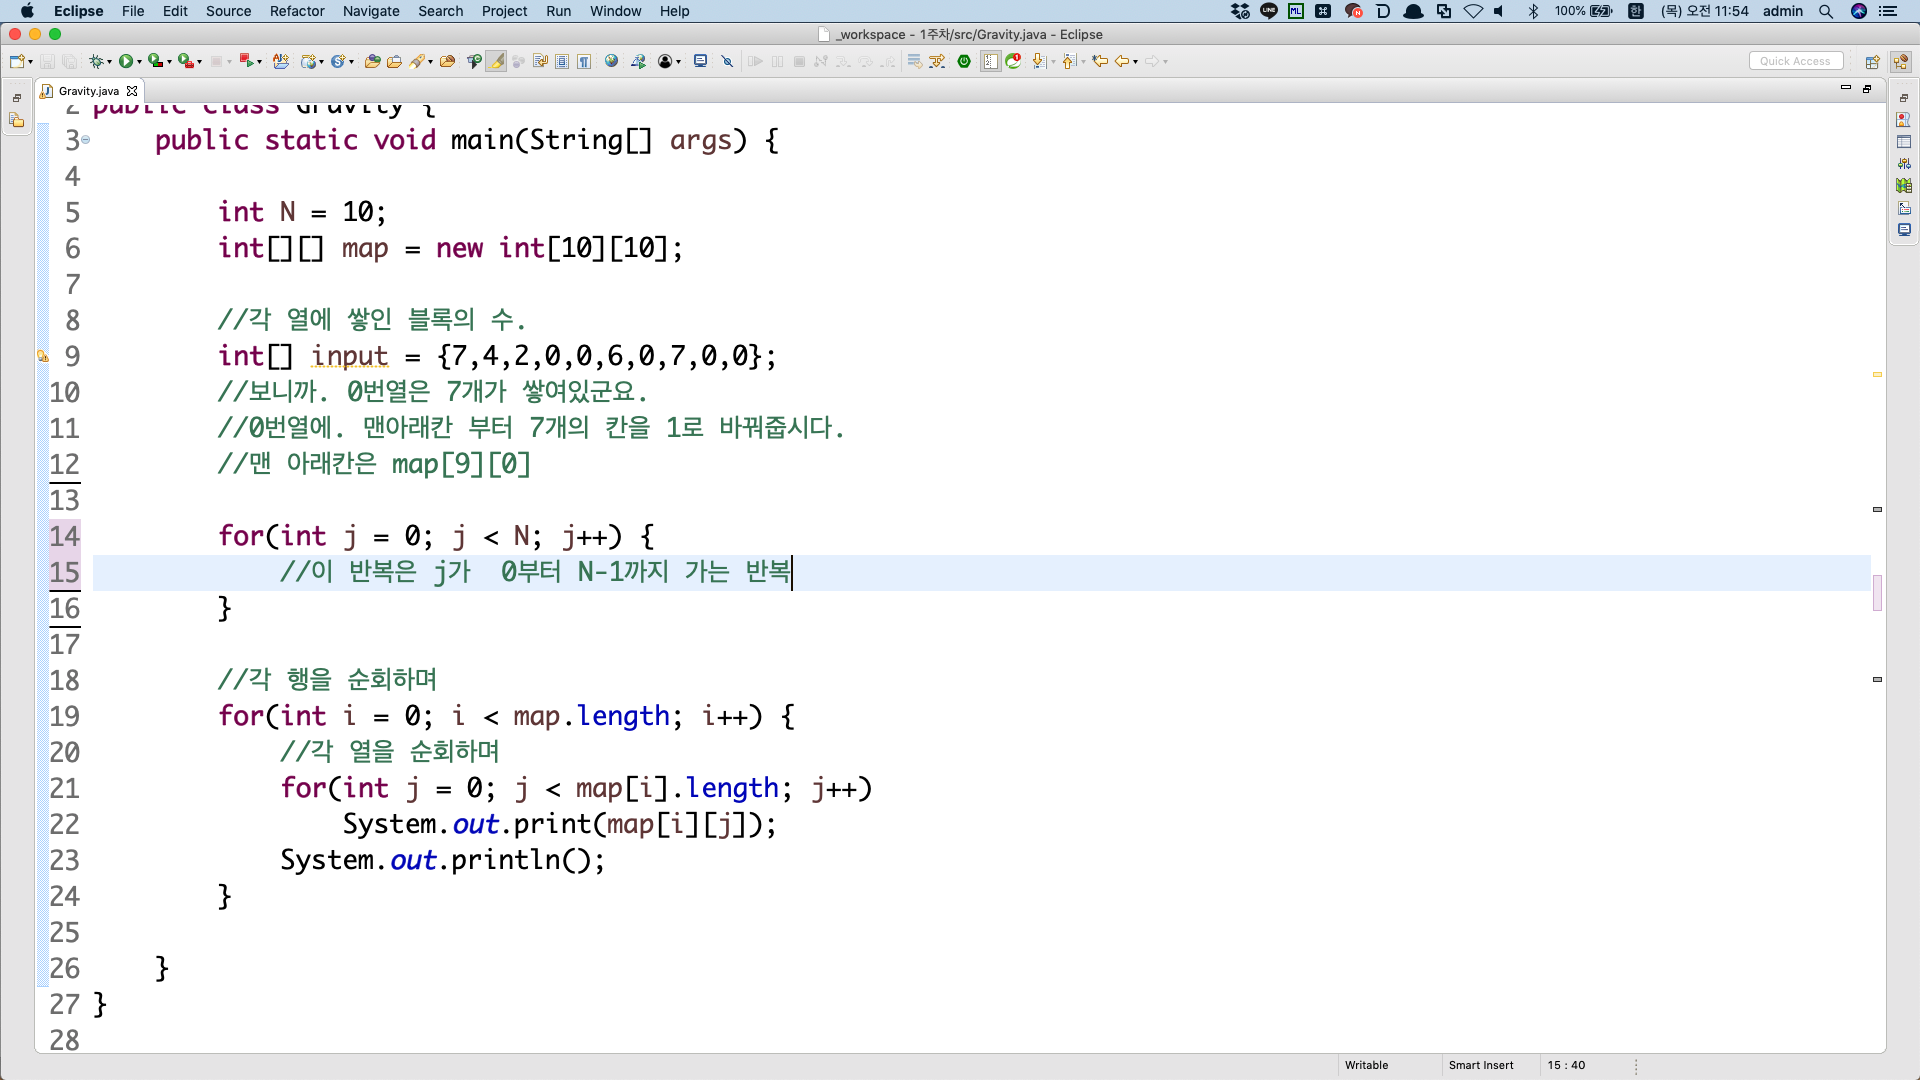 Eclipse File Edit Source Refactor Navigate Search Project Run Window Help 100% 한 (목) 오전 11:54 admin
_workspace - 1주차/src/Gravity.java - Eclipse
Quick Access
Gravity.java
2 public class Gravity {
3 public static void main(String[] args) {
4
5 int N = 10;
6 int[][] map = new int[10][10];
7
8 //각 열에 쌓인 블록의 수.
9 int[] input = {7,4,2,0,0,6,0,7,0,0};
10 //보니까. 0번열은 7개가 쌓여있군요.
11 //0번열에. 맨아래칸 부터 7개의 칸을 1로 바꿔줍시다.
12 //맨 아래칸은 map[9][0]
13
14 for(int j = 0; j < N; j++) {
15 //이 반복은 j가  0부터 N-1까지 가는 반복
16 }
17
18 //각 행을 순회하며
19 for(int i = 0; i < map.length; i++) {
20 //각 열을 순회하며
21 for(int j = 0; j < map[i].length; j++)
22 System.out.print(map[i][j]);
23 System.out.println();
24 }
25
26 }
27 }
28
Writable Smart Insert 15 : 40